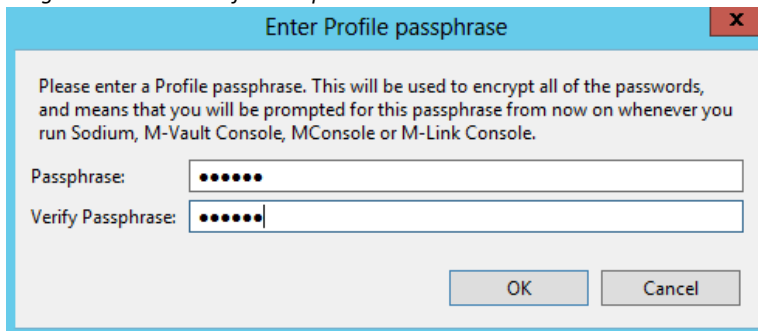 Enter Profile passphrase
x
Please enter a Profile passphrase. This will be used to encrypt all of the passwords,
and means that you will be prompted for this passphrase from now on whenever you
run Sodium, M-Vault Console, MConsole or M-Link Console.
Passphrase: ●●●●●●
Verify Passphrase: ●●●●●●
OK Cancel